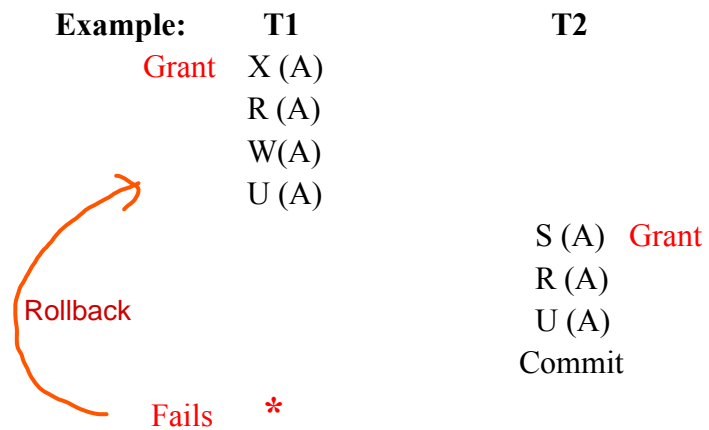 Example: T1 T2
Grant X (A)
R (A)
W(A)
U (A)
S (A) Grant
R (A)
Rollback
U (A)
Commit
Fails *